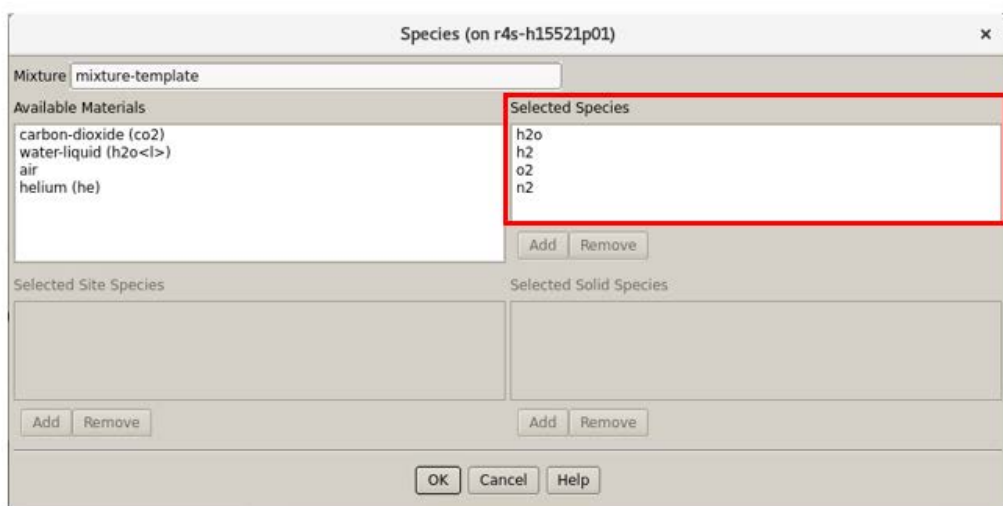 Species (on r4s-h15521p01)
×
Mixture mixture-template
Available Materials
carbon-dioxide (co2)
water-liquid (h2o<l>)
air
helium (he)
Selected Species
h2o
h2
o2
n2
Add Remove
Selected Site Species
Selected Solid Species
Add Remove
Add Remove
OK Cancel Help